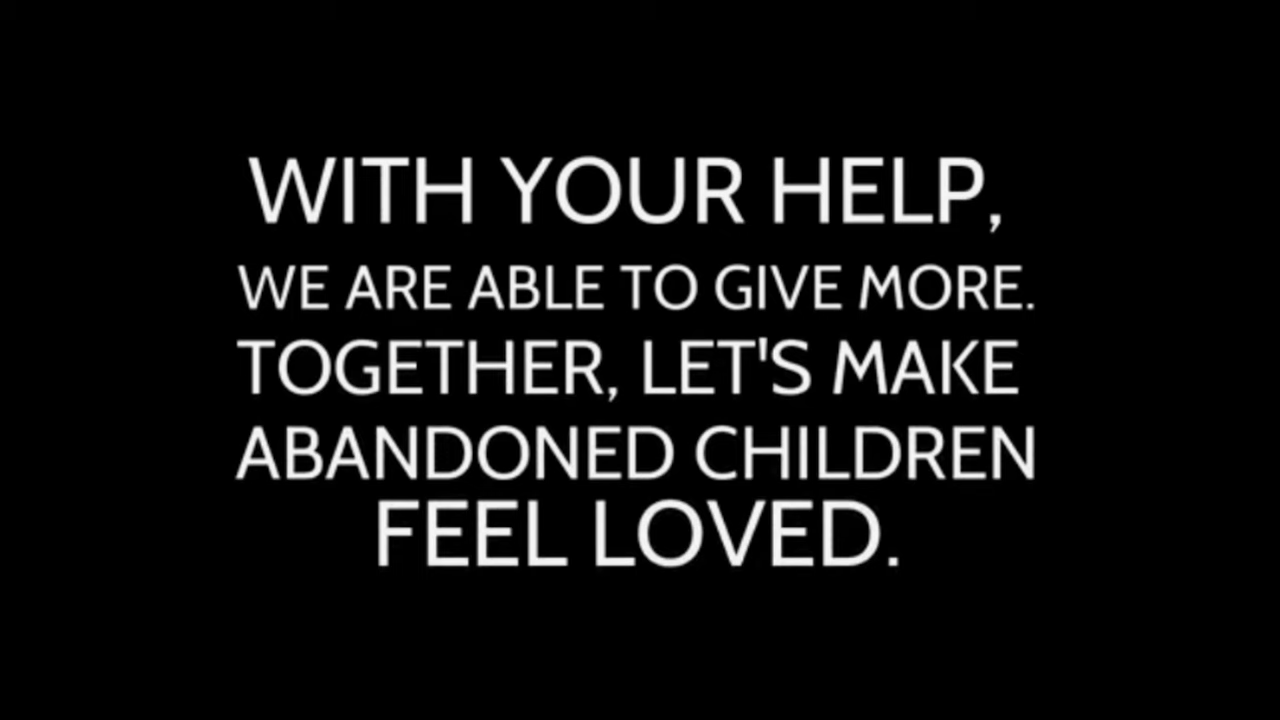 WITH YOUR HELP,
WE ARE ABLE TO GIVE MORE.
TOGETHER, LET'S MAKE
ABANDONED CHILDREN
FEEL LOVED.